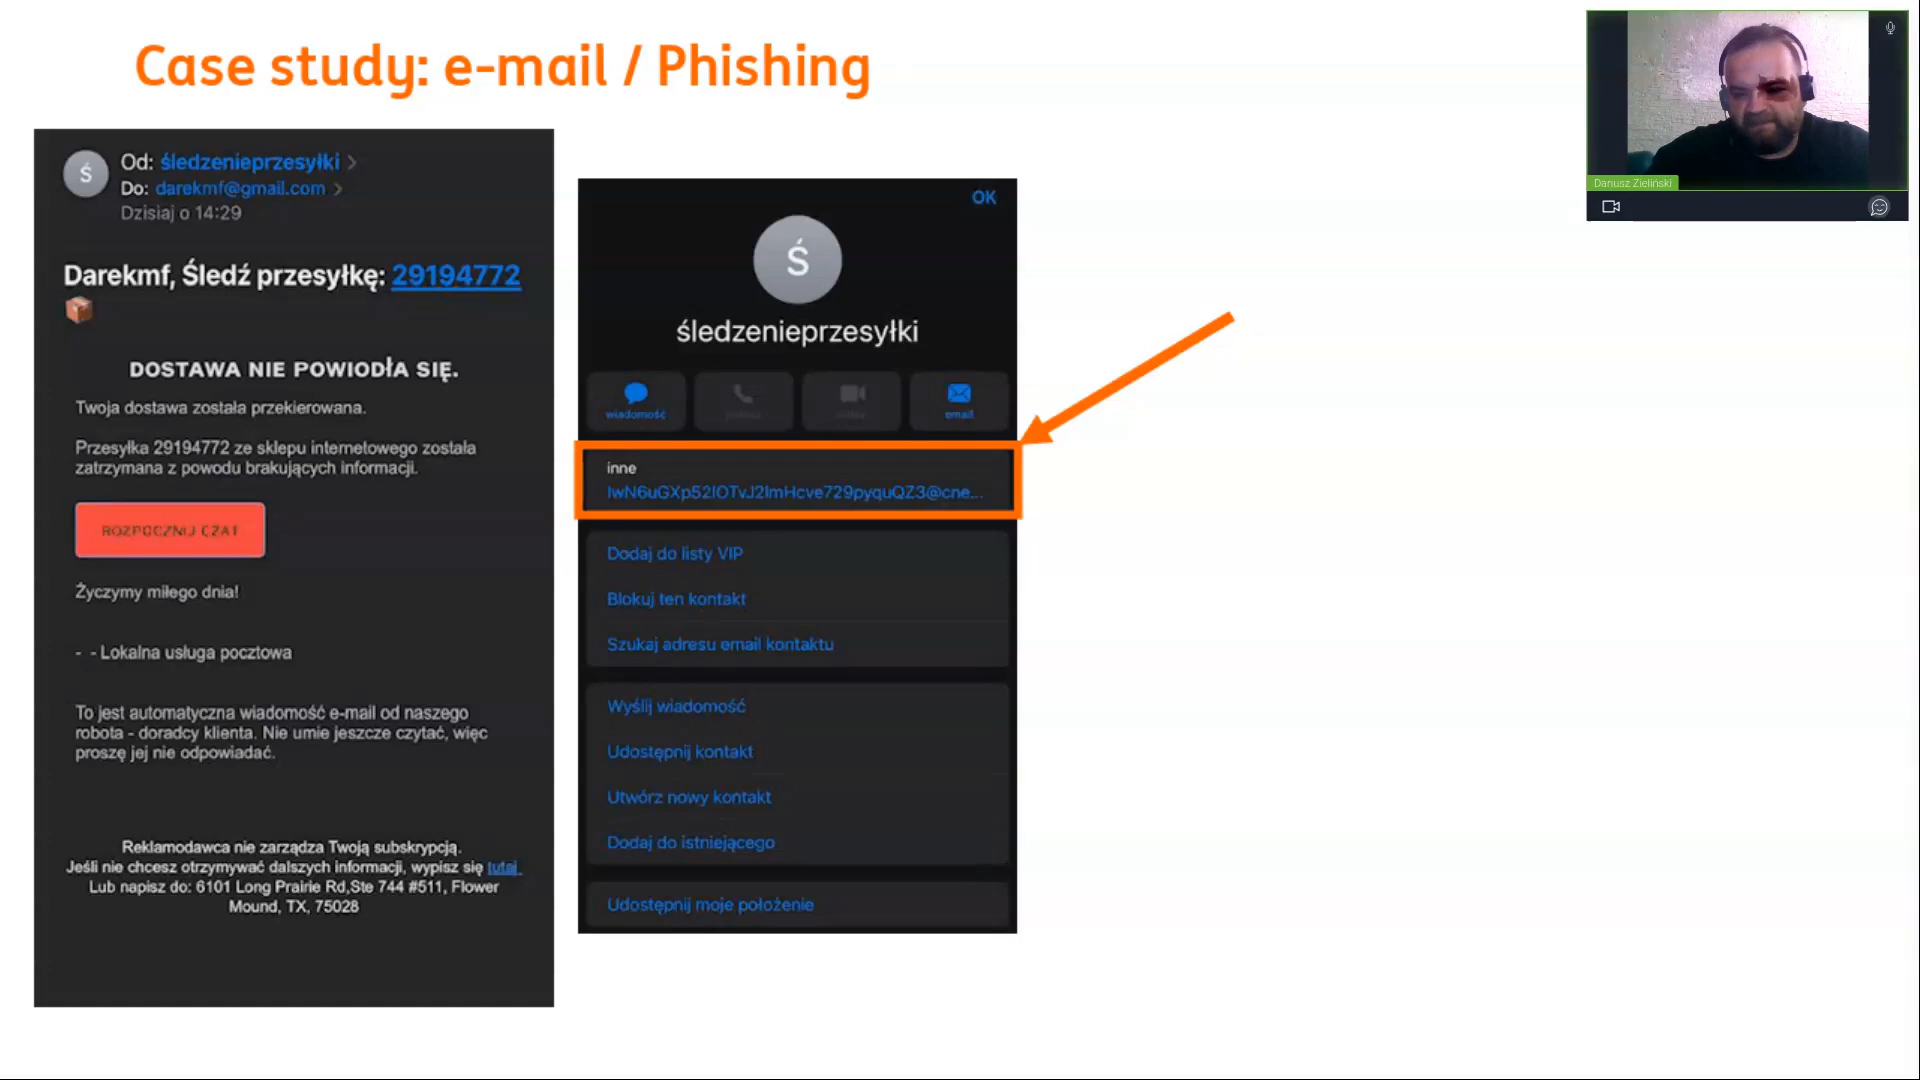 Case study: e-mail / Phishing
Ś
Od: śledzenieprzesyłki
Do: darekmf@gmail.com
Dzisiaj o 14:29
Darekmf, Śledź przesyłkę: 29194772
DOSTAWA NIE POWIODłA SIĘ.
Twoja dostawa została przekierowana.
Przesyłka 29194772 ze sklepu internetowego została
zatrzymana z powodu brakujących informacji.
ROZPOCZNIJ CZAT
Życzymy miłego dnia!
- - Lokalna usługa pocztowa
To jest automatyczna wiadomość e-mail od naszego
robota - doradcy klienta. Nie umie jeszcze czytać, więc
proszę jej nie odpowiadać.
Reklamodawca nie zarządza Twoją subskrypcją.
Jeśli nie chcesz otrzymywać dalszych informacji, wypisz się tutaj
Lub napisz do: 6101 Long Prairie Rd,Ste 744 #511, Flower
Mound, TX, 75028
OK
Ś
śledzenieprzesyłki
wiadomość
email
inne
Dodaj do listy VIP
Blokuj ten kontakt
Szukaj adresu email kontaktu
Wyślij wiadomość
Udostępnij kontakt
Utwórz nowy kontakt
Dodaj do istniejącego
Udostępnij moje położenie
Dariusz Zieliński